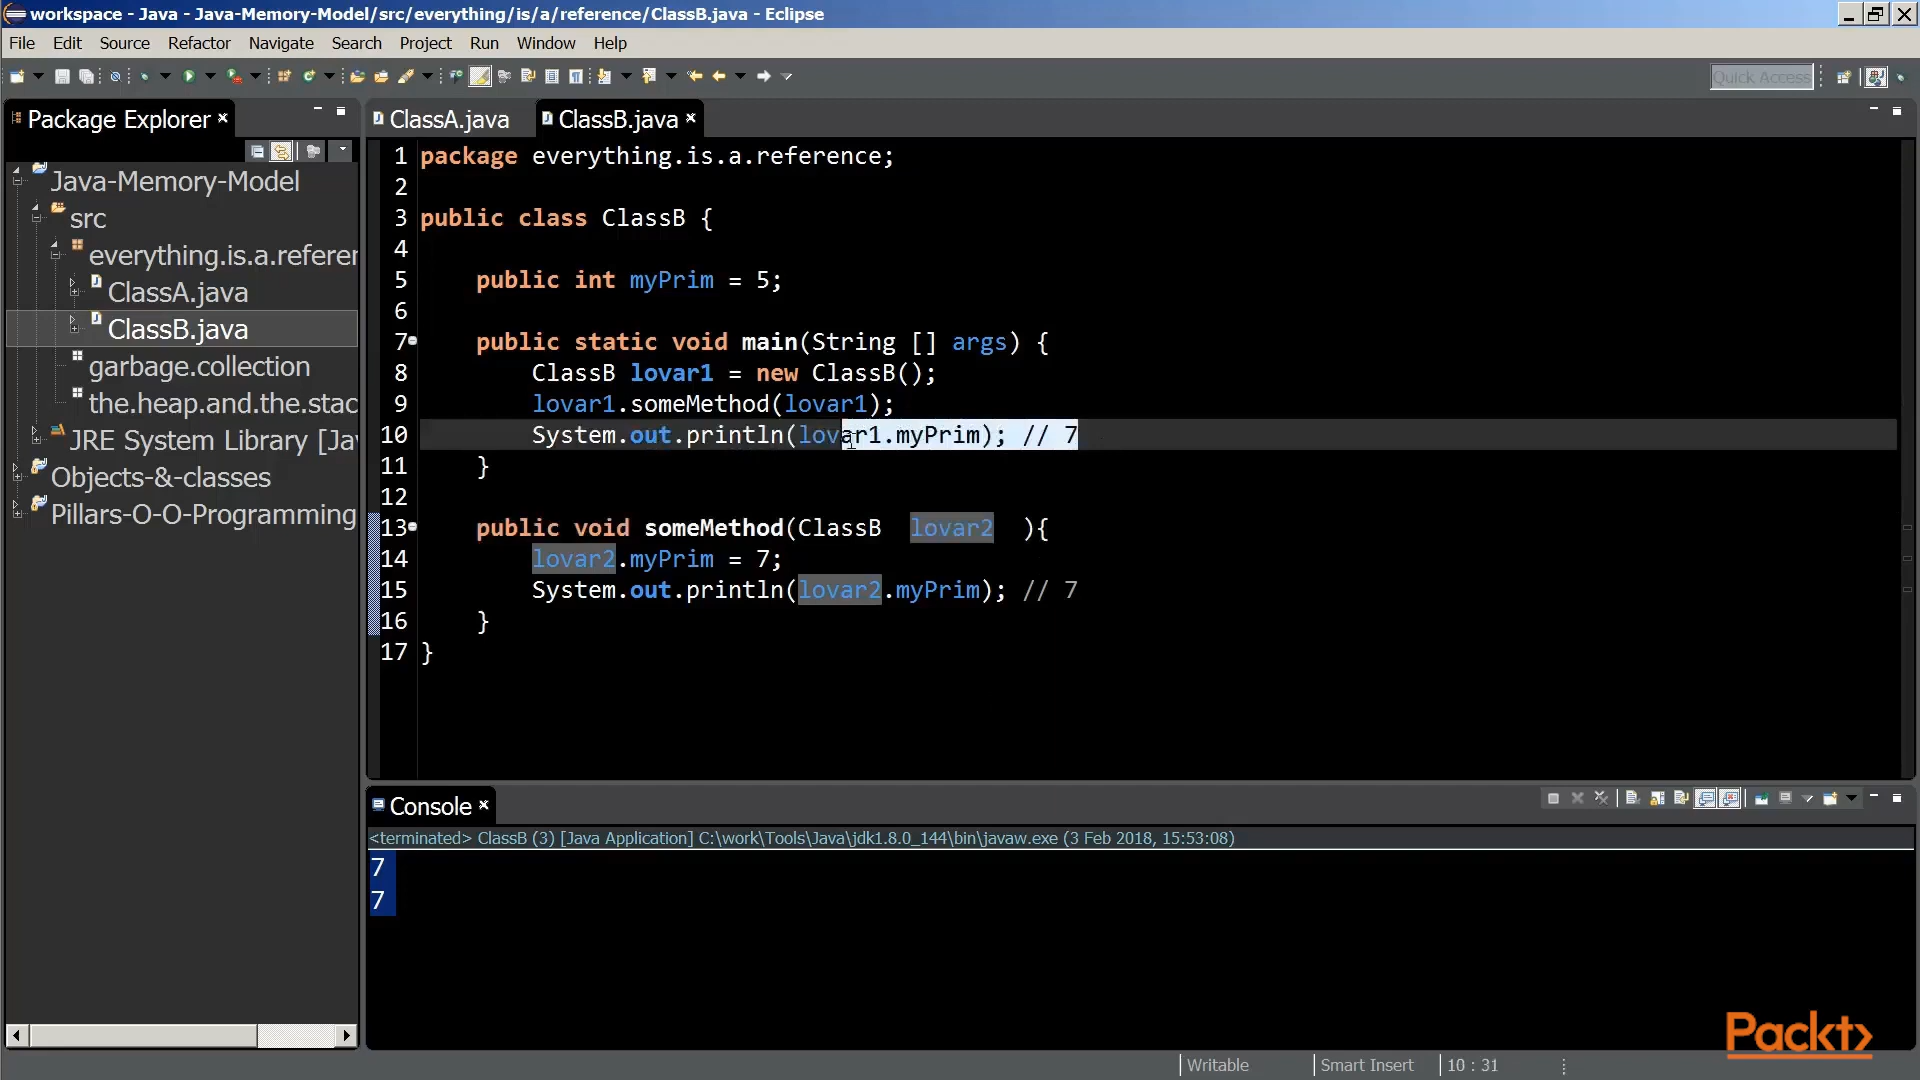 workspace - Java - Java-Memory-Model/src/everything/is/a/reference/ClassB.java - Eclipse
File Edit Source Refactor Navigate Search Project Run Window Help
Quick Access
Package Explorer
ClassA.java ClassB.java
Java-Memory-Model
src
everything.is.a.referer
ClassA.java
ClassB.java
garbage.collection
the.heap.and.the.stac
JRE System Library [Ja
Objects-&-classes
Pillars-O-O-Programming
1 package everything.is.a.reference;
2
3 public class ClassB {
4
5 public int myPrim = 5;
6
7 public static void main(String [] args) {
8 ClassB lovar1 = new ClassB();
9 lovar1.someMethod(lovar1);
10 System.out.println(lovar1.myPrim); // 7
11 }
12
13 public void someMethod(ClassB lovar2 ){
14 lovar2.myPrim = 7;
15 System.out.println(lovar2.myPrim); // 7
16 }
17 }
Console
<terminated> ClassB (3) [Java Application] C:\work\Tools\Java\jdk1.8.0_144\bin\javaw.exe (3 Feb 2018, 15:53:08)
7
7
Packt>
Writable Smart Insert 10 : 31